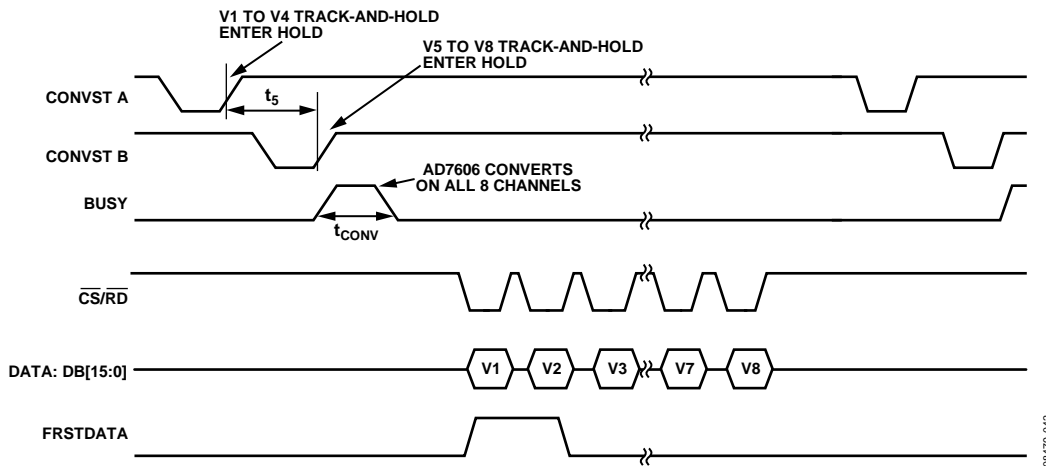 V1 TO V4 TRACK-AND-HOLD
ENTER HOLD
V5 TO V8 TRACK-AND-HOLD
ENTER HOLD
CONVST A
t5
CONVST B
AD7606 CONVERTS
ON ALL 8 CHANNELS
BUSY
tCONV
CS/RD
DATA: DB[15:0]
V1
V2
V3
V7
V8
FRSTDATA